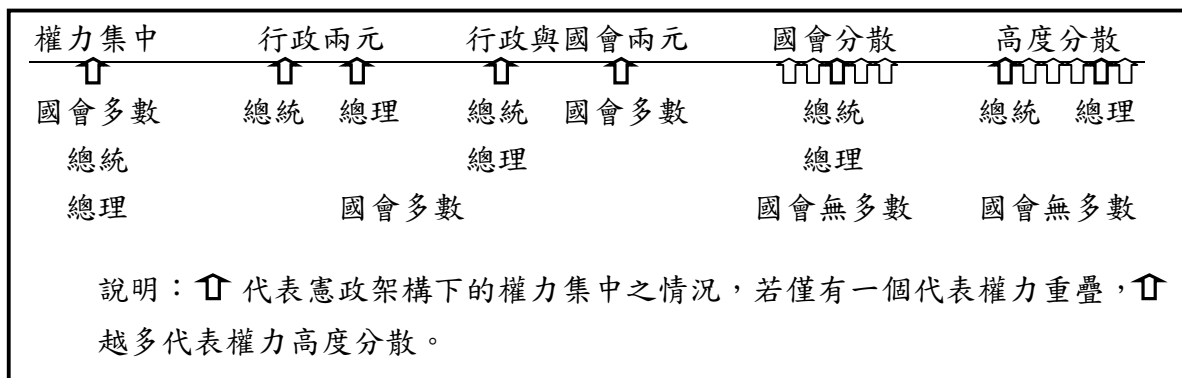 權力集中 行政兩元 行政與國會兩元 國會分散 高度分散
國會多數 總統 總理 總統 國會多數 總統 總統 總理
總統 總理 總理
總理 國會多數 國會無多數 國會無多數
說明：⇧代表憲政架構下的權力集中之情況，若僅有一個代表權力重疊，⇧
越多代表權力高度分散。